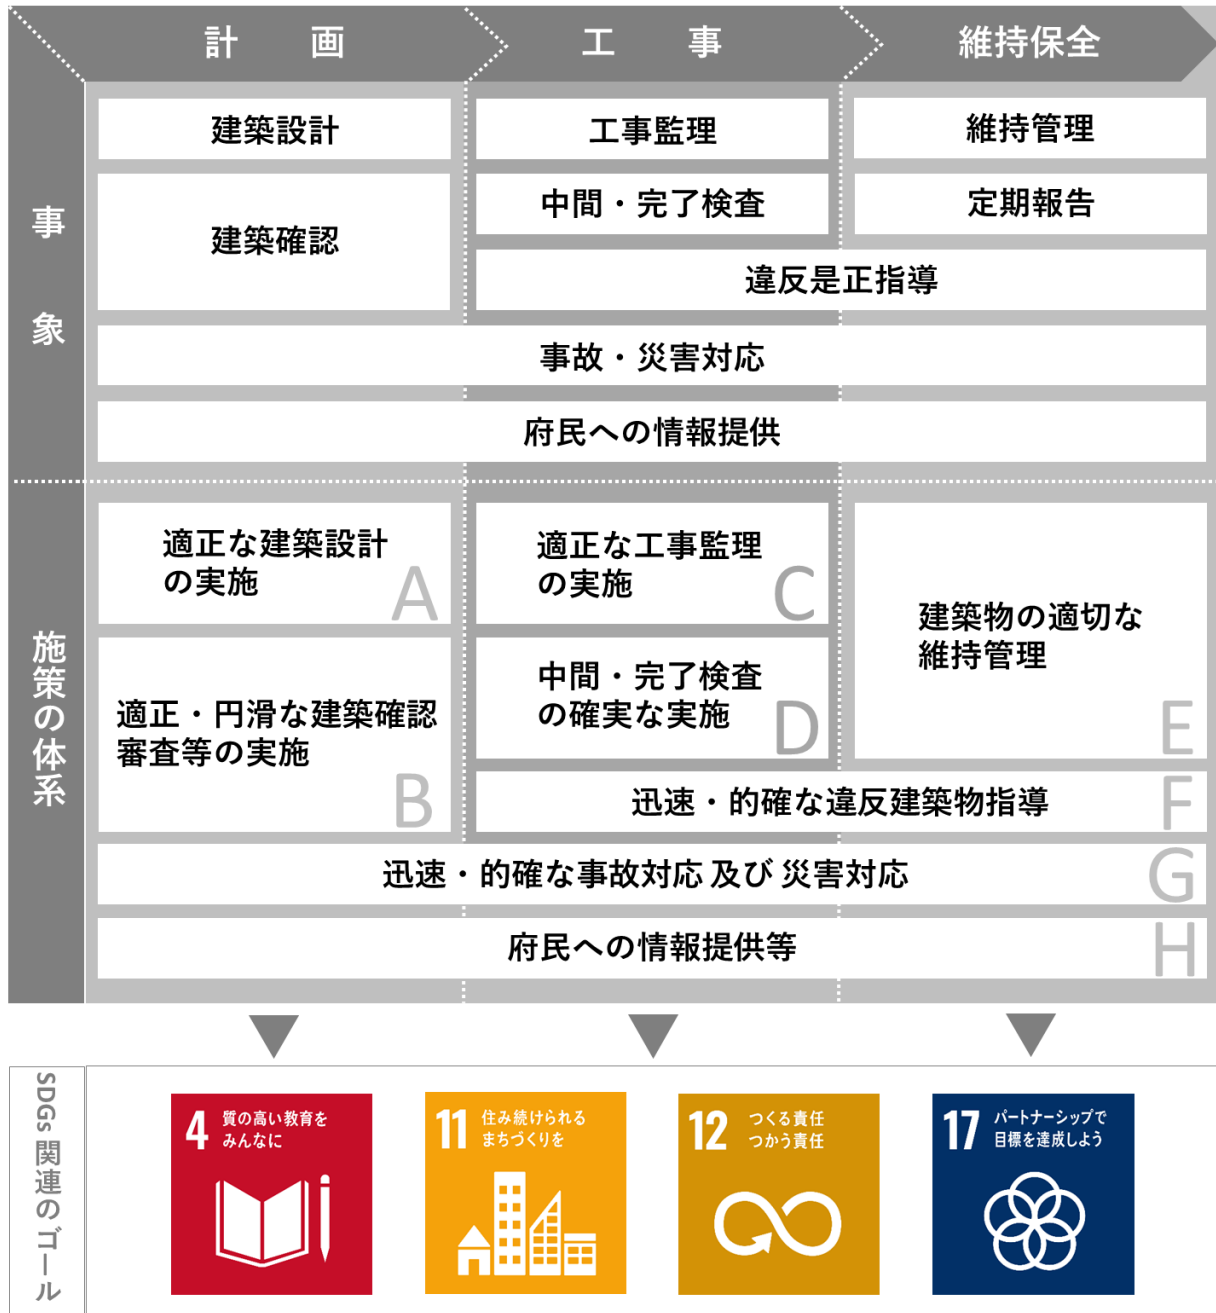 計画
工事
維持保全
事象
建築設計
工事監理
維持管理
建築確認
中間・完了検査
定期報告
違反是正指導
事故・災害対応
府民への情報提供
施策の体系
適正な建築設計
の実施
A
適正な工事監理
の実施
C
建築物の適切な
維持管理
E
適正・円滑な建築確認
審査等の実施
B
中間・完了検査
の確実な実施
D
迅速・的確な違反建築物指導
F
迅速・的確な事故対応 及び 災害対応
G
府民への情報提供等
H
SDGs 関連のゴール
4 質の高い教育を
みんなに
11 住み続けられる
まちづくりを
12 つくる責任
つかう責任
17 パートナーシップで
目標を達成しよう